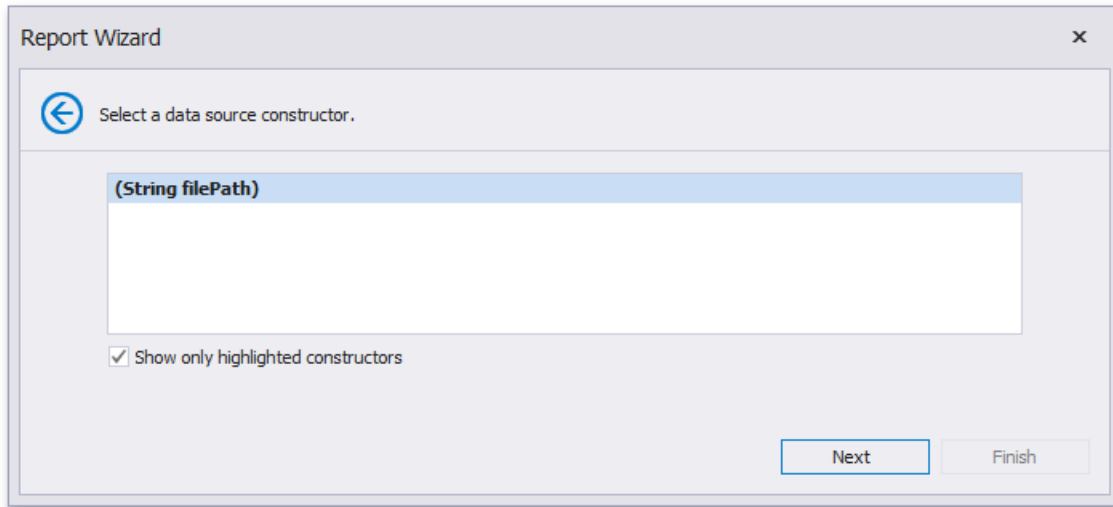 Report Wizard
Select a data source constructor.
(String filePath)
Show only highlighted constructors
Next
Finish